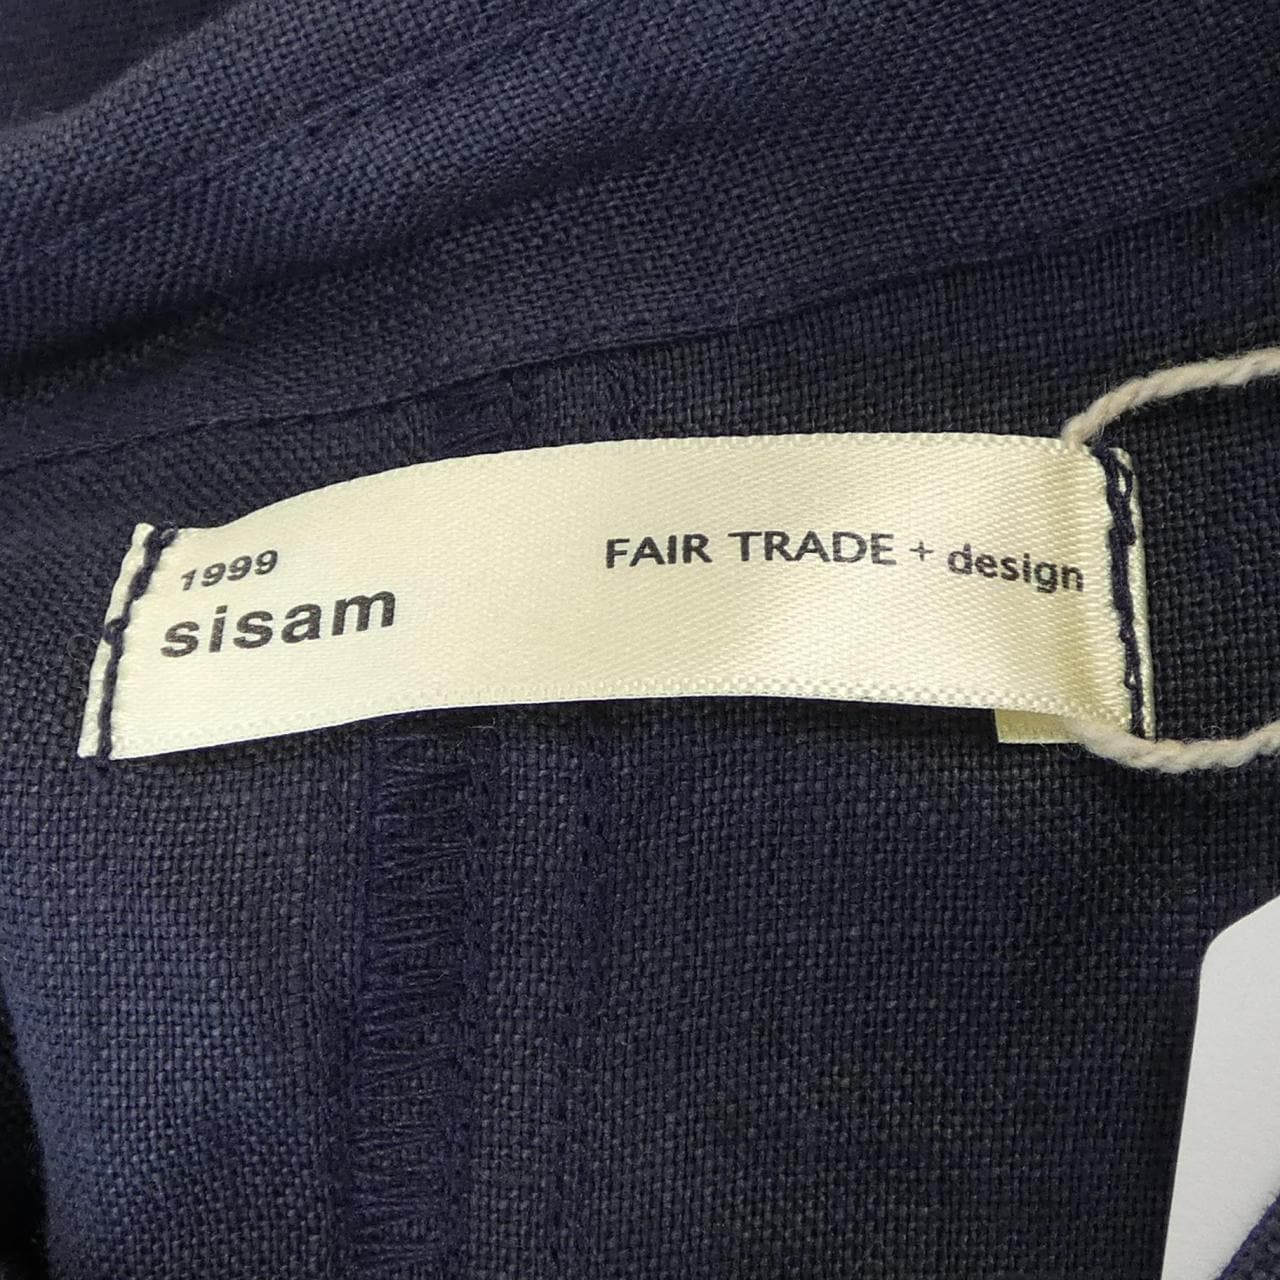 1999
sisam
FAIR TRADE + design